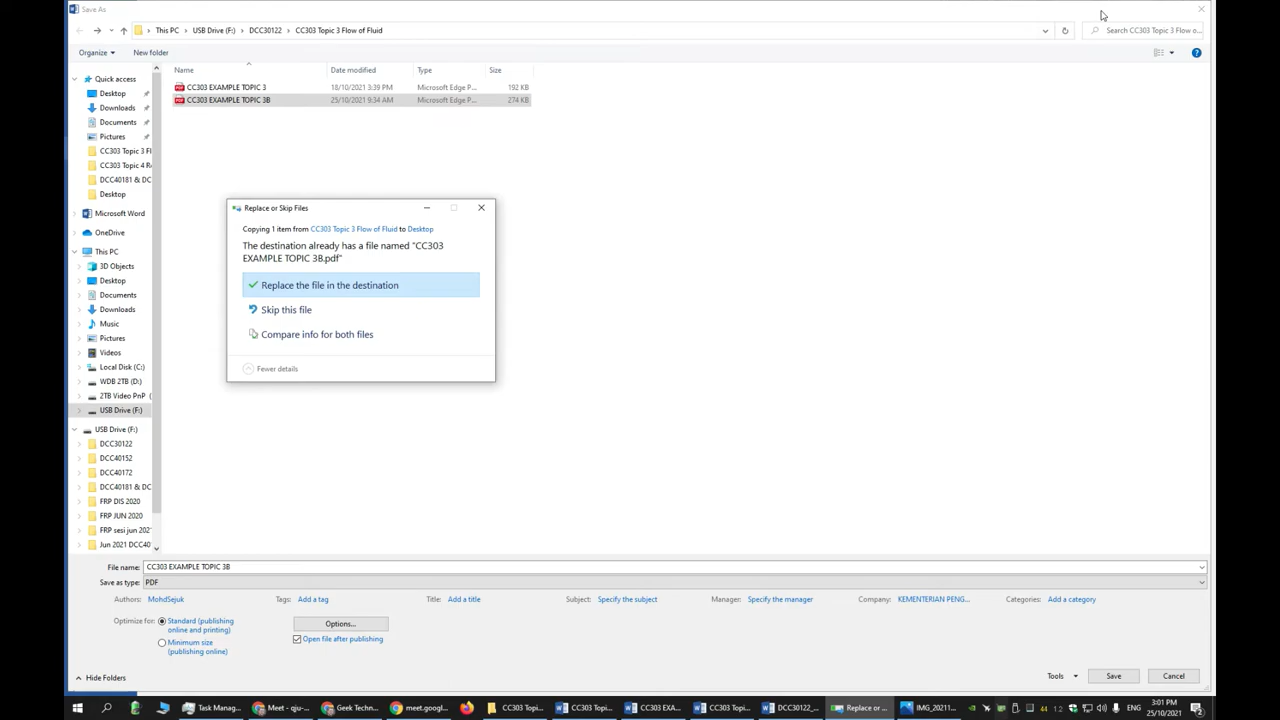 Save As
This PC > USB Drive (F:) > DCC30122 > CC303 Topic 3 Flow of Fluid
Search CC303 Topic 3 Flow o...
Organize
New folder
Name
Date modified
Type
Size
CC303 EXAMPLE TOPIC 3
18/10/2021 3:39 PM
Microsoft Edge P...
192 KB
CC303 EXAMPLE TOPIC 3B
25/10/2021 9:34 AM
Microsoft Edge P...
274 KB
Quick access
Desktop
Downloads
Documents
Pictures
CC303 Topic 3 Fl
CC303 Topic 4 R
DCC40181 & DC
Desktop
Microsoft Word
OneDrive
This PC
3D Objects
Desktop
Documents
Downloads
Music
Pictures
Videos
Local Disk (C:)
WDB 2TB (D:)
2TB Video PnP (
USB Drive (F:)
USB Drive (F:)
DCC30122
DCC40152
DCC40172
DCC40181 & DC
FRP DIS 2020
FRP JUN 2020
FRP sesi jun 2021
Jun 2021 DCC40
Replace or Skip Files
Copying 1 item from CC303 Topic 3 Flow of Fluid to Desktop
The destination already has a file named "CC303
EXAMPLE TOPIC 3B.pdf"
Replace the file in the destination
Skip this file
Compare info for both files
Fewer details
File name:
CC303 EXAMPLE TOPIC 3B
Save as type:
PDF
Authors: MohdSejuk
Tags: Add a tag
Title: Add a title
Subject: Specify the subject
Manager: Specify the manager
Company: KEMENTERIAN PENG...
Categories: Add a category
Optimize for:
Standard (publishing
online and printing)
Minimum size
(publishing online)
Options...
Open file after publishing
Hide Folders
Tools
Save
Cancel
Task Manag...
Meet - qju-...
Geek Techn...
meet.googl...
CC303 Topi...
CC303 Topi...
CC303 EXA...
CC303 Topi...
DCC30122_...
Replace or ...
IMG_20211...
44
1.2
3:01 PM
25/10/2021
2